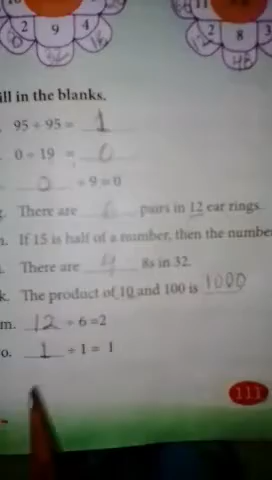 2 9 4
2 8 3
ill in the blanks.
95 ÷ 95 = 1
0 ÷ 19 = 0
0 ÷ 9 = 0
There are 6 pairs in 12 ear rings.
If 15 is half of a number, then the numbe
There are 4 8s in 32.
k. The product of 10 and 100 is 1000
m. 12 ÷ 6 =2
o. 1 ÷ 1 = 1
111